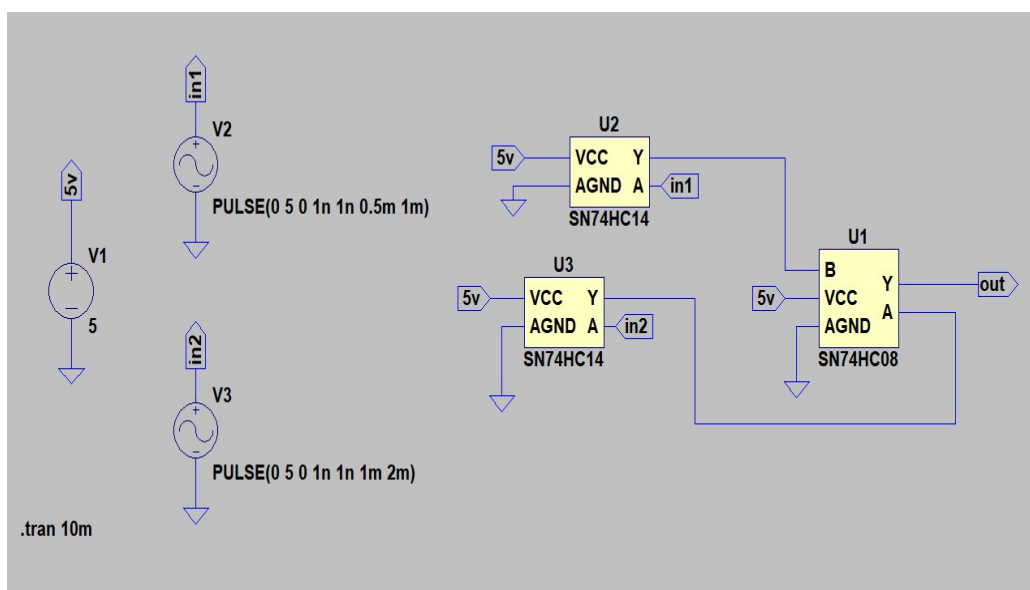 in1
V2
PULSE(0 5 0 1n 1n 0.5m 1m)
5v
V1
5
in2
V3
PULSE(0 5 0 1n 1n 1m 2m)
.tran 10m
U2
5v
VCC Y
AGND A
in1
SN74HC14
U3
5v
VCC Y
AGND A
in2
SN74HC14
U1
B
5v
VCC Y
AGND A
out
SN74HC08